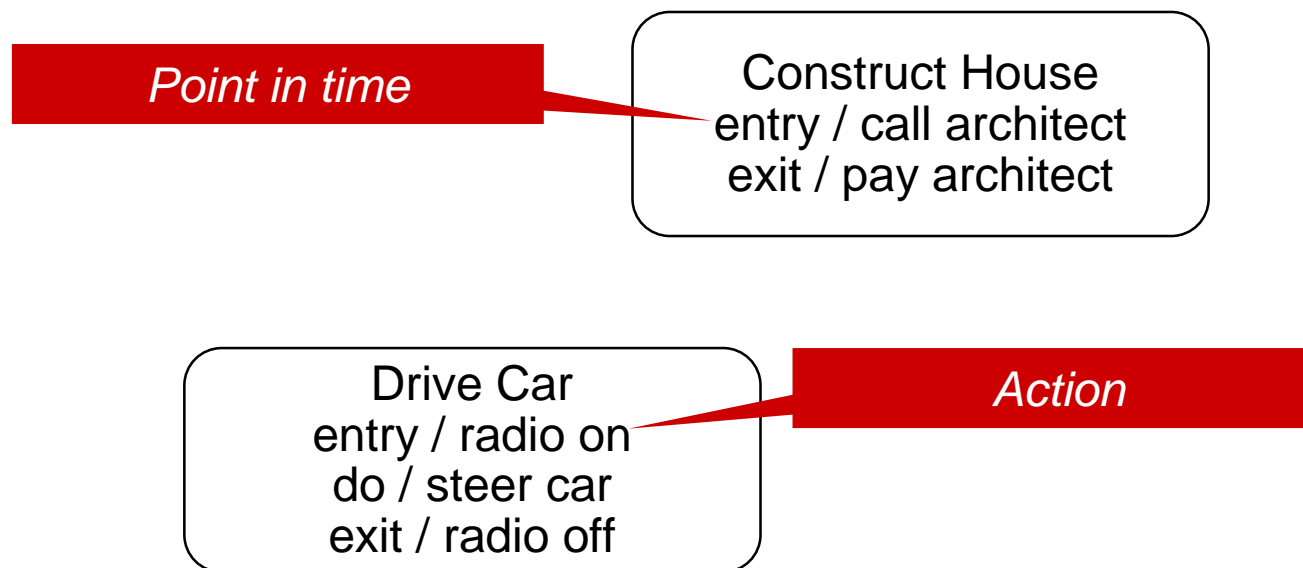 Point in time
Construct House
entry / call architect
exit / pay architect
Drive Car
entry / radio on
do / steer car
exit / radio off
Action